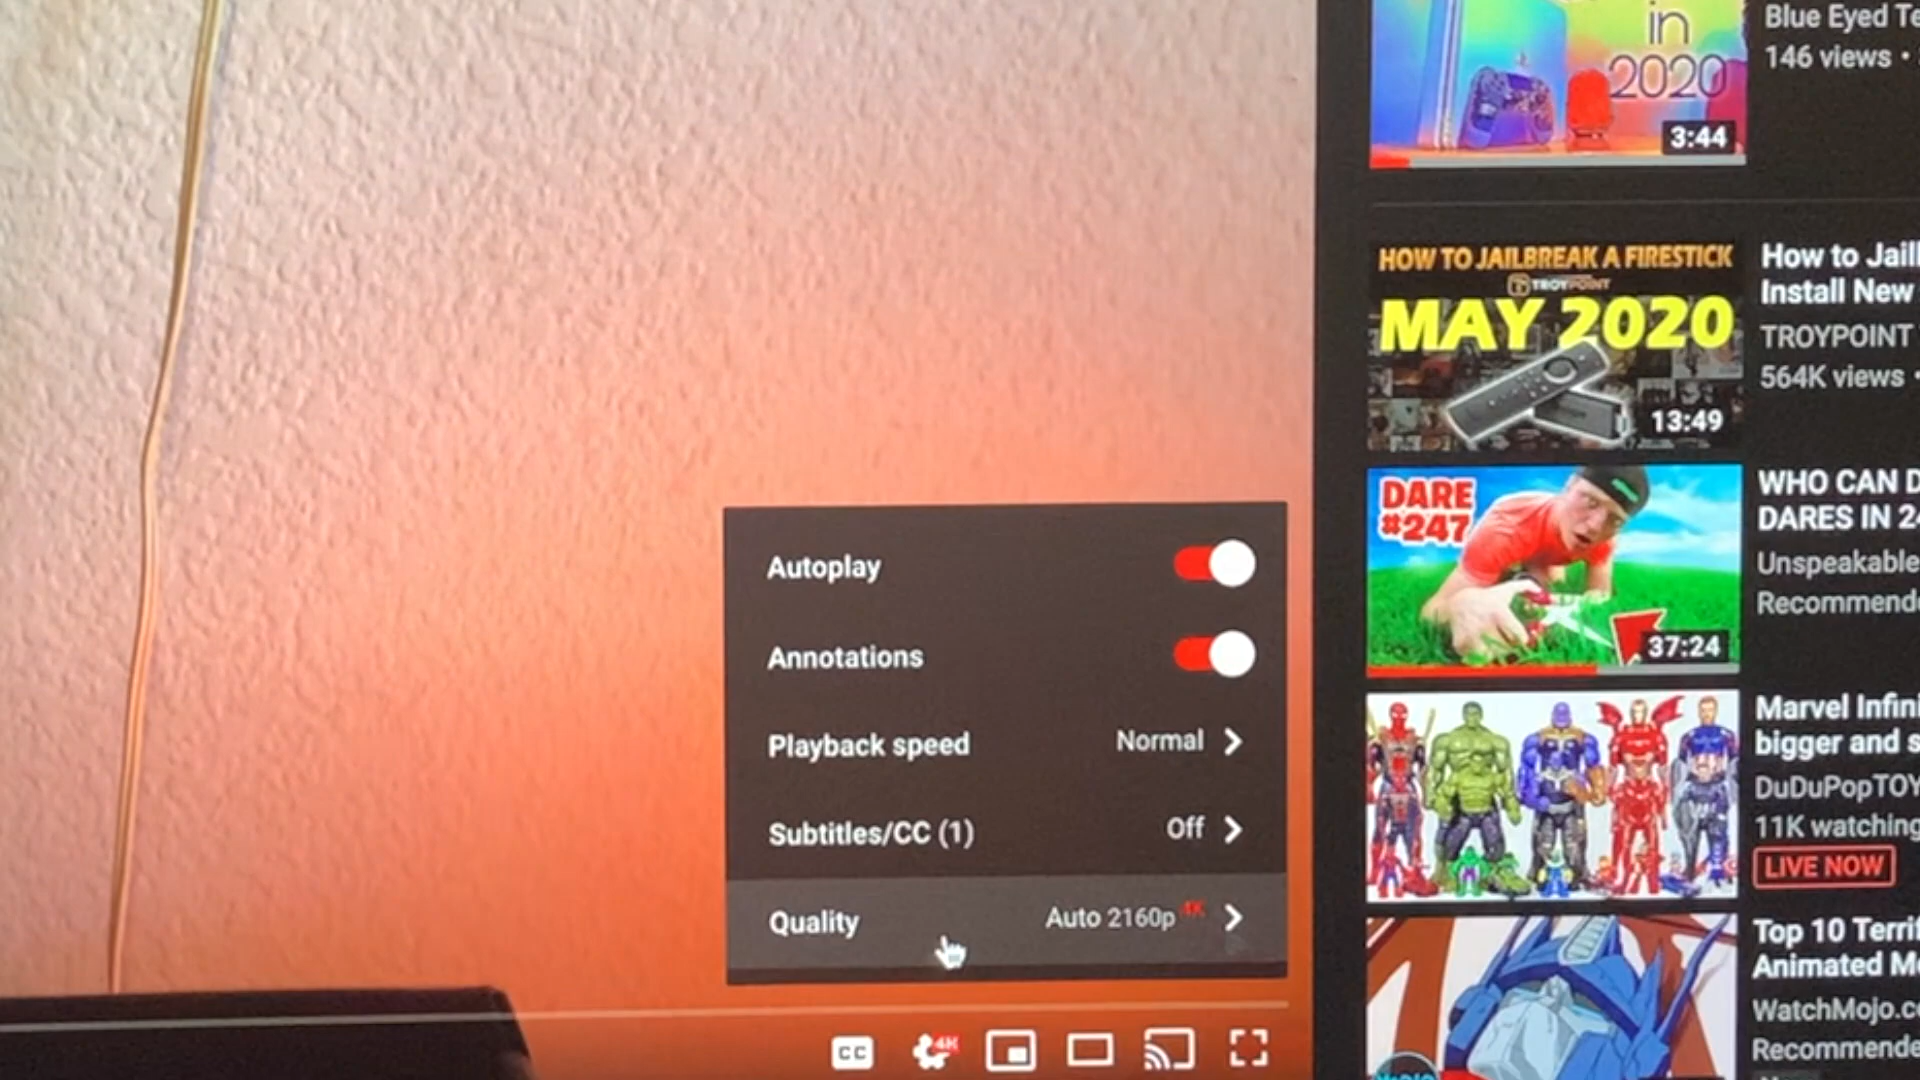 in
2020
3:44
Blue Eyed Te
146 views •
HOW TO JAILBREAK A FIRESTICK
TROYPOINT
MAY 2020
13:49
How to Jail
Install New
TROYPOINT
564K views •
DARE
#247
37:24
WHO CAN D
DARES IN 2
Unspeakable
Recommende
Marvel Infini
bigger and s
DuDuPopTOY
11K watching
LIVE NOW
Top 10 Terrif
Animated Mo
WatchMojo.co
Recommende
Autoplay
Annotations
Playback speed Normal
Subtitles/CC (1) Off
Quality Auto 2160p 4K
CC